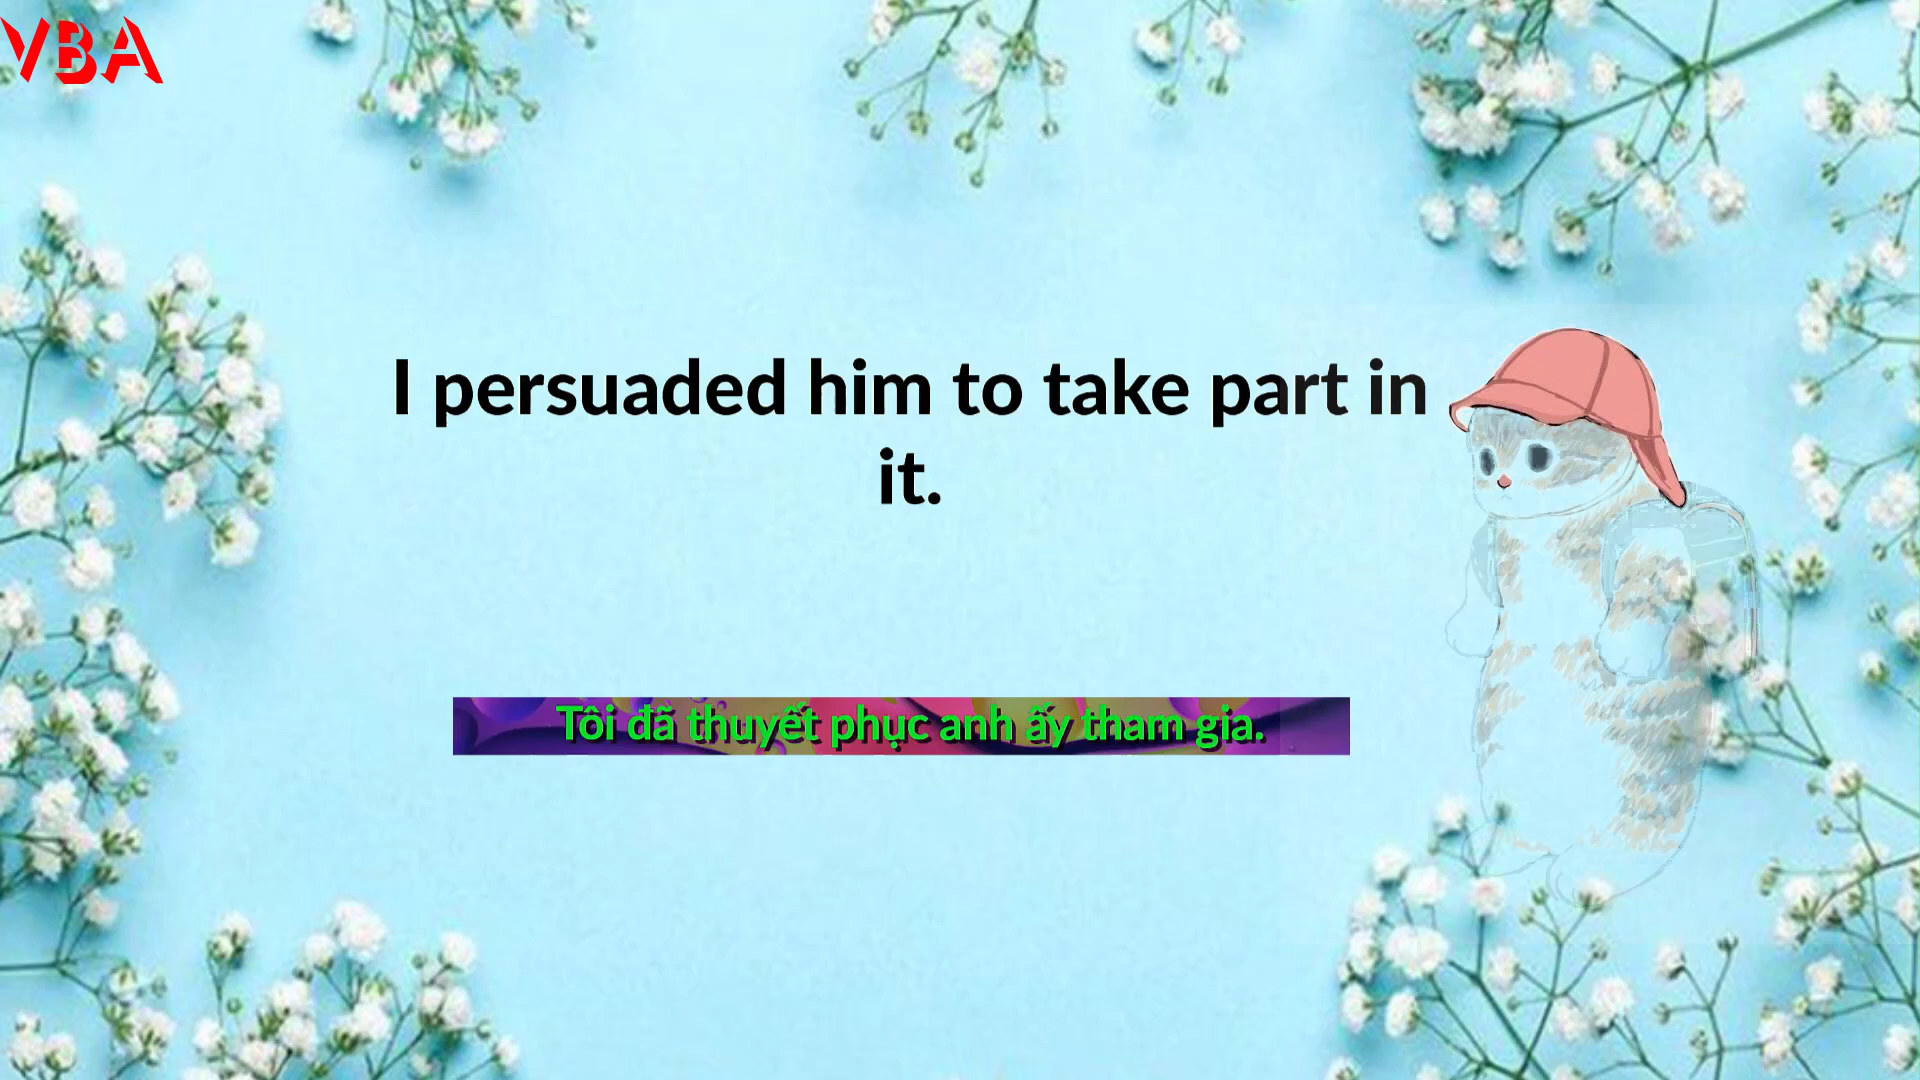 VBA
I persuaded him to take part in
it.
Tôi đã thuyết phục anh ấy tham gia.